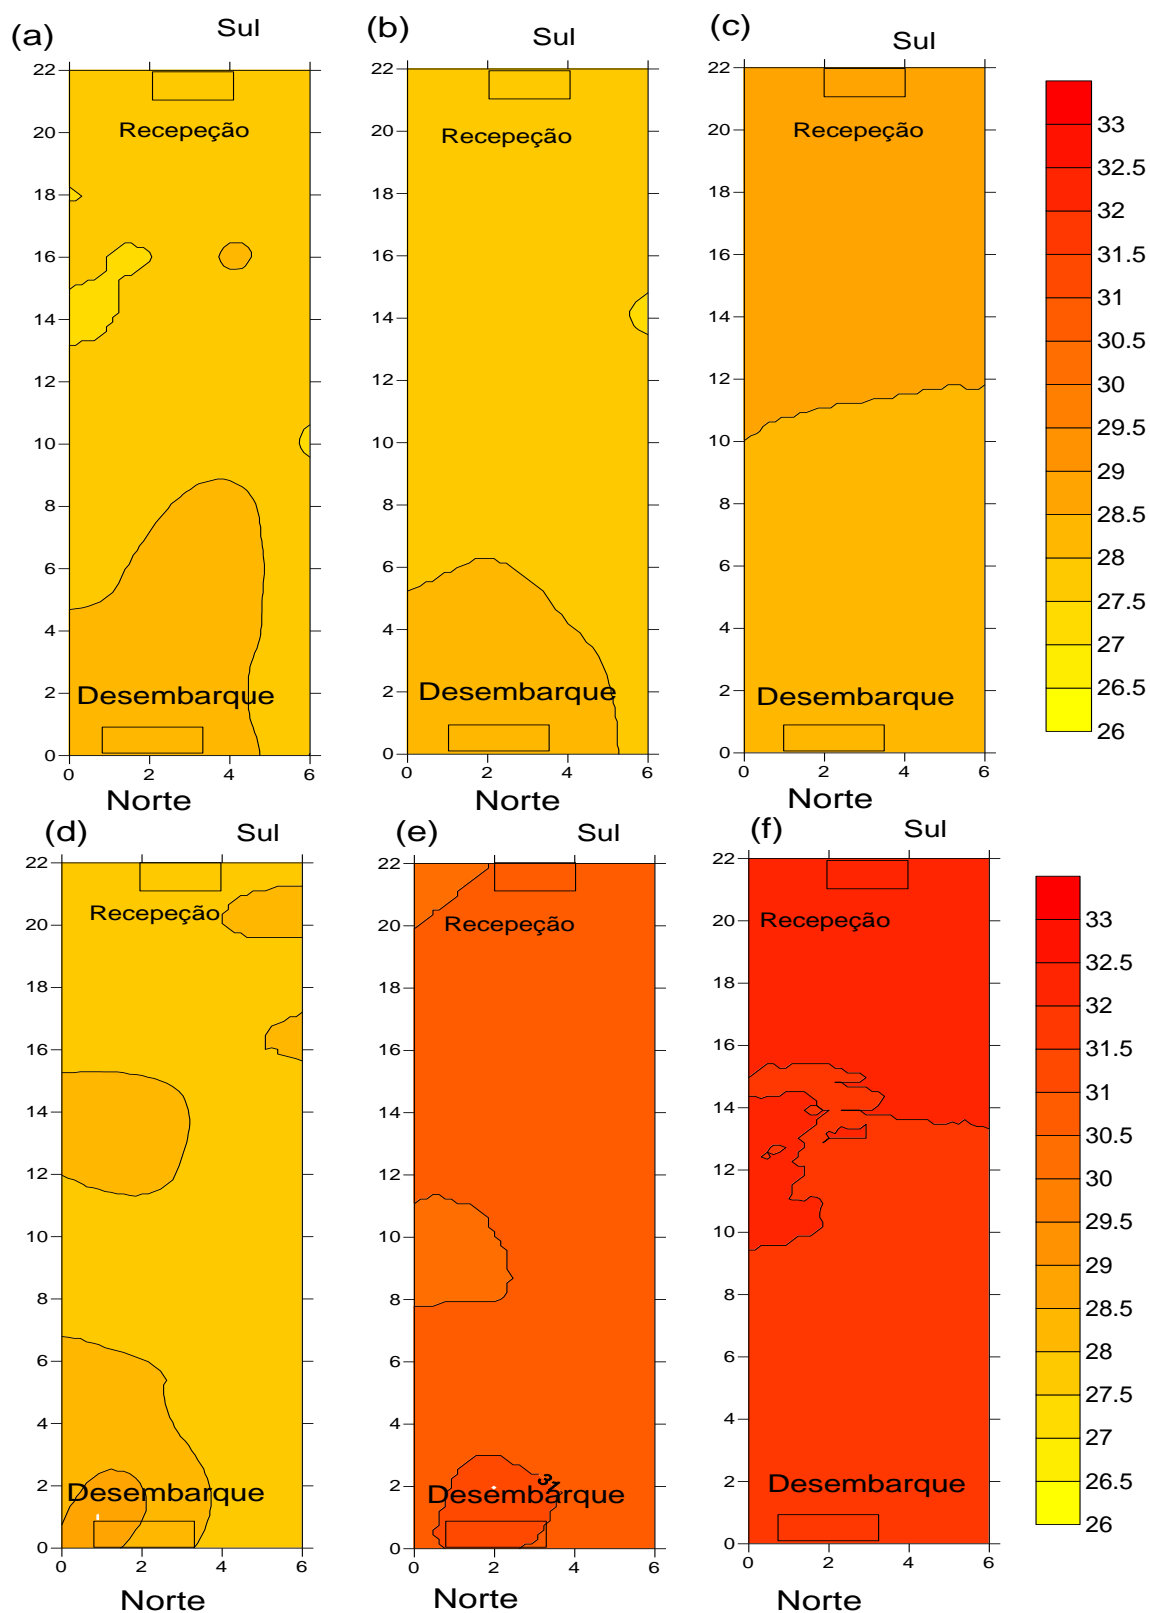 (a) Sul (b) Sul (c) Sul
22 22 22
20 Recepeção 20 Recepeção 20 Recepeção 33
18 18 18 32.5
16 16 16 32
14 14 14 31.5
12 12 12 31
10 10 10 30.5
8 8 8 30
6 6 6 29.5
4 4 4 29
2 Desembarque 2 Desembarque 2 Desembarque 28.5
0 0 0 28
0 2 4 6 0 2 4 6 0 2 4 6 27.5
Norte Norte Norte 27
26.5
26
(d) Sul (e) Sul (f) Sul
22 22 22
20 Recepeção 20 Recepeção 20 Recepeção 33
18 18 18 32.5
16 16 16 32
14 14 14 31.5
12 12 12 31
10 10 10 30.5
8 8 8 30
6 6 6 29.5
4 4 4 29
2 Desembarque 2 Desembarque 31 2 Desembarque 28.5
0 0 0 28
0 2 4 6 0 2 4 6 0 2 4 6 27.5
Norte Norte Norte 27
26.5
26